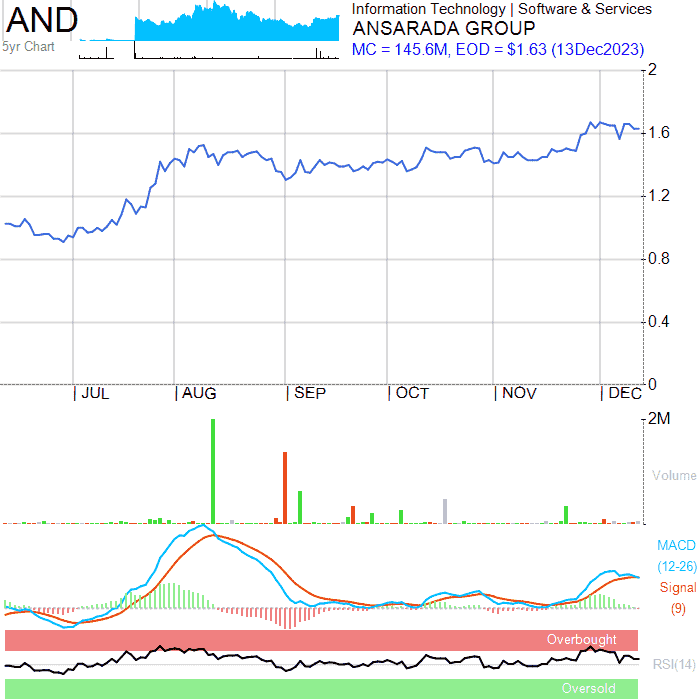 AND
5yr Chart
Information Technology | Software & Services
ANSARADA GROUP
MC = 145.6M, EOD = $1.63 (13Dec2023)
2
1.6
1.2
0.8
0.4
0
| JUL | AUG | SEP | OCT | NOV | DEC
2M
Volume
MACD
(12-26)
Signal
(9)
Overbought
RSI(14)
Oversold